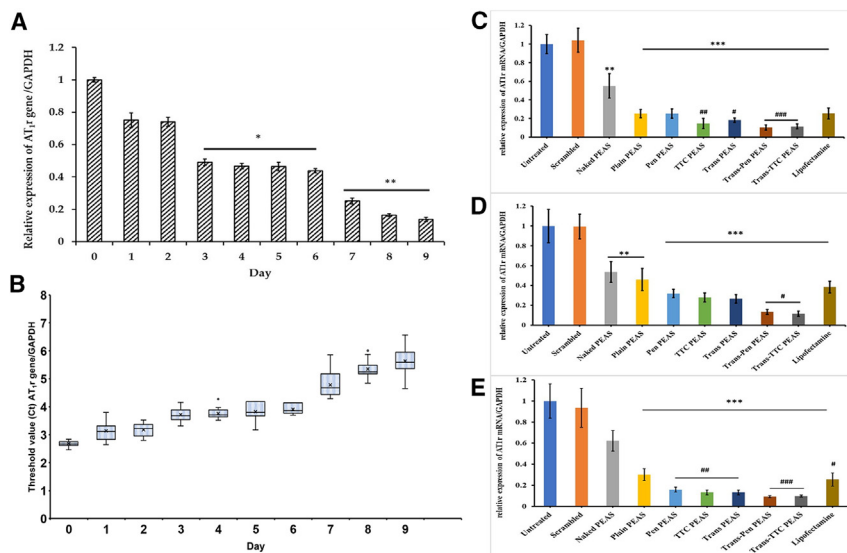 A
Relative expression of AT₁r gene /GAPDH
1.2
1
0.8
0.6
0.4
0.2
0
*
**
0 1 2 3 4 5 6 7 8 9
Day
B
Threshold value (Ct) AT₁r gene/GAPDH
8
7
6
5
4
3
2
1
0
0 1 2 3 4 5 6 7 8 9
Day
C
relative expression of AT1r mRNA/GAPDH
1.2
1
0.8
0.6
0.4
0.2
0
**
***
##
#
###
Untreated
Scrambled
Naked PEAS
Plain PEAS
Pen PEAS
TTC PEAS
Trans PEAS
Trans-Pen PEAS
Trans-TTC PEAS
Lipofectamine
D
relative expression of AT1r mRNA/GAPDH
1.2
1
0.8
0.6
0.4
0.2
0
**
***
#
Untreated
Scrambled
Naked PEAS
Plain PEAS
Pen PEAS
TTC PEAS
Trans PEAS
Trans-Pen PEAS
Trans-TTC PEAS
Lipofectamine
E
relative expression of AT1r mRNA/GAPDH
1.2
1
0.8
0.6
0.4
0.2
0
***
##
###
#
Untreated
Scrambled
Naked PEAS
Plain PEAS
Pen PEAS
TTC PEAS
Trans PEAS
Trans-Pen PEAS
Trans-TTC PEAS
Lipofectamine